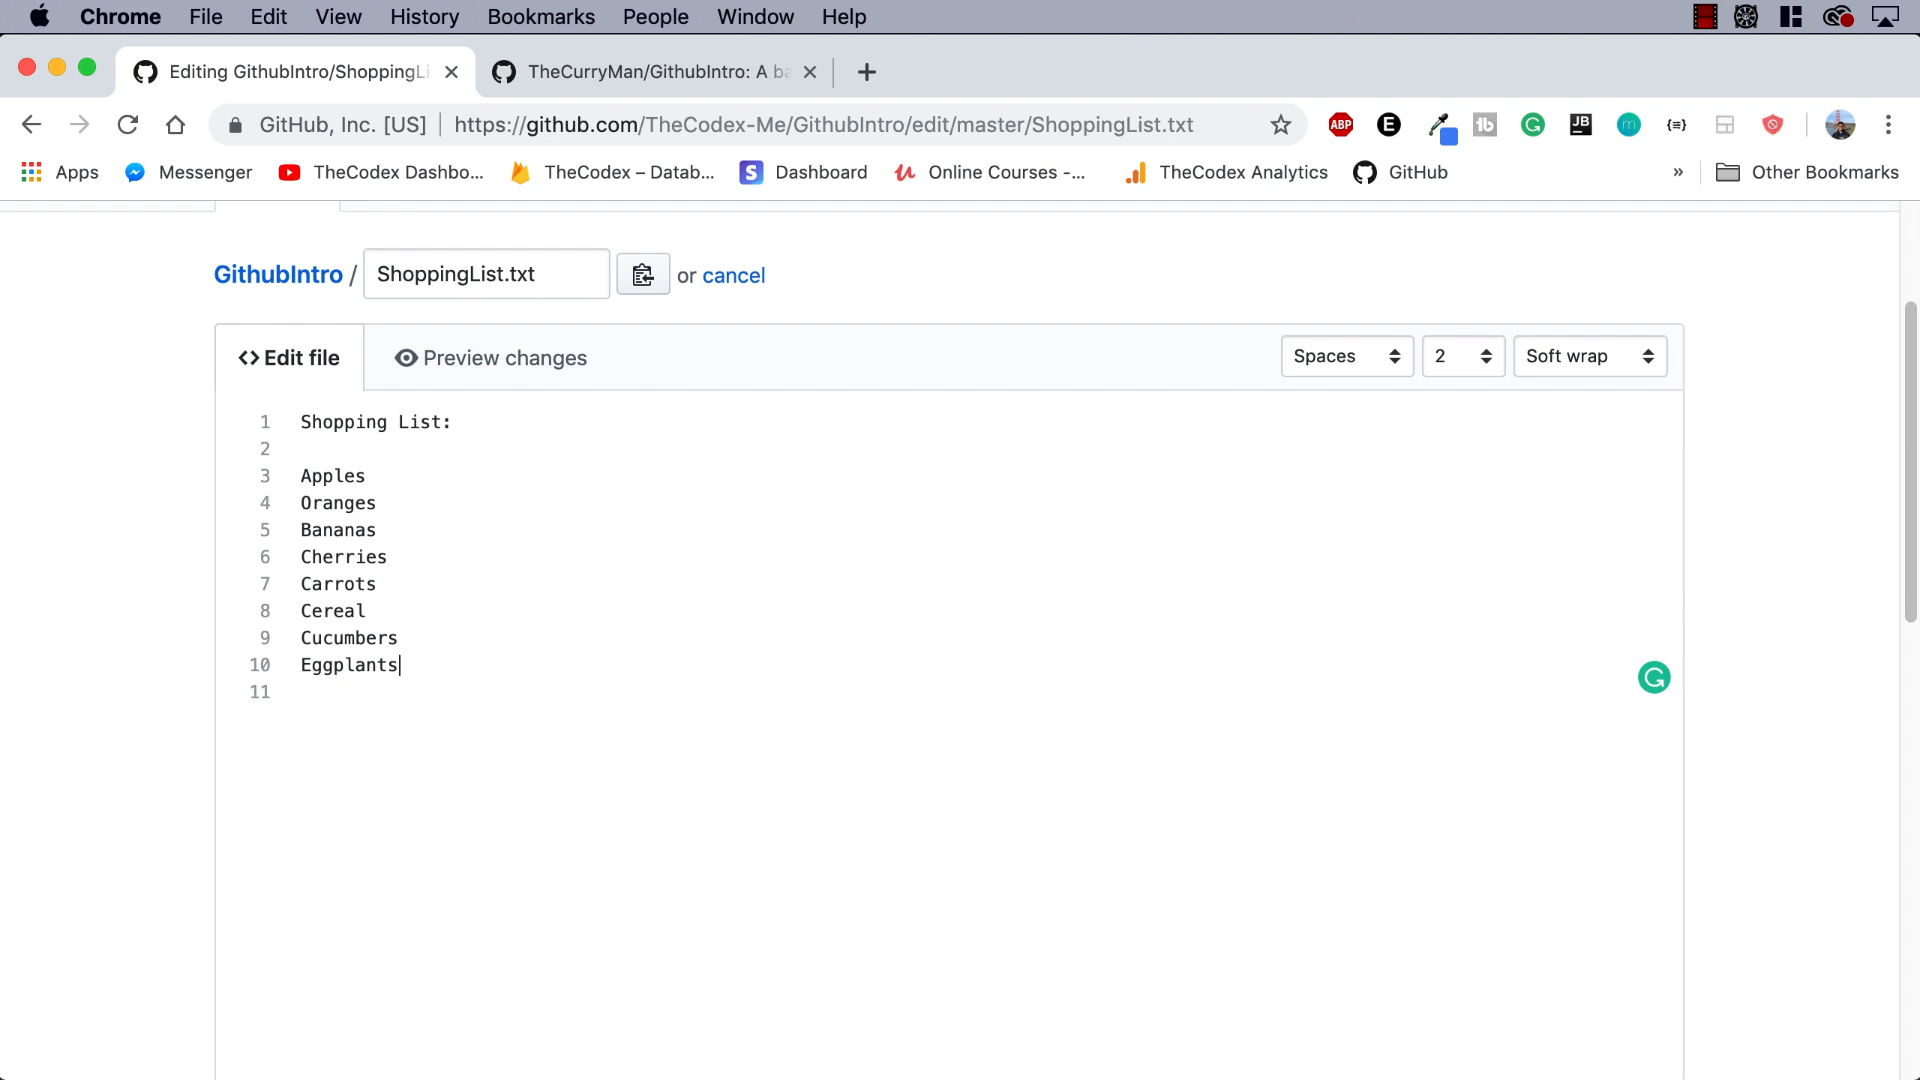 Chrome File Edit View History Bookmarks People Window Help
Editing GithubIntro/ShoppingLi TheCurryMan/GithubIntro: A ba
GitHub, Inc. [US] https://github.com/TheCodex-Me/GithubIntro/edit/master/ShoppingList.txt ABP E tb G JB m {≡}
Apps Messenger TheCodex Dashbo... TheCodex – Datab... S Dashboard Online Courses -... TheCodex Analytics GitHub » Other Bookmarks
GithubIntro / ShoppingList.txt or cancel
<> Edit file Preview changes Spaces 2 Soft wrap
1 Shopping List:
2
3 Apples
4 Oranges
5 Bananas
6 Cherries
7 Carrots
8 Cereal
9 Cucumbers
10 Eggplants
11
G